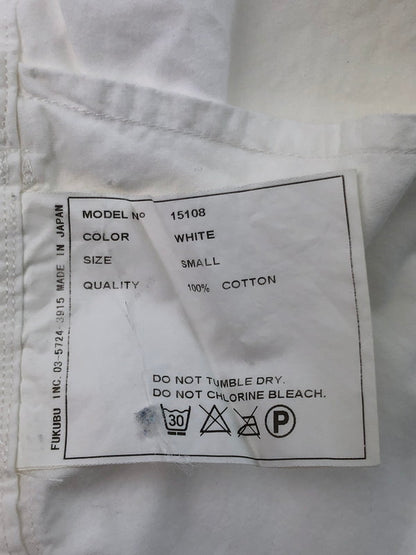 MODEL Nº 15108
COLOR WHITE
SIZE SMALL
QUALITY 100% COTTON
DO NOT TUMBLE DRY.
DO NOT CHLORINE BLEACH.
30 P
FUKUBU INC. 03-5724-3915 MADE IN JAPAN